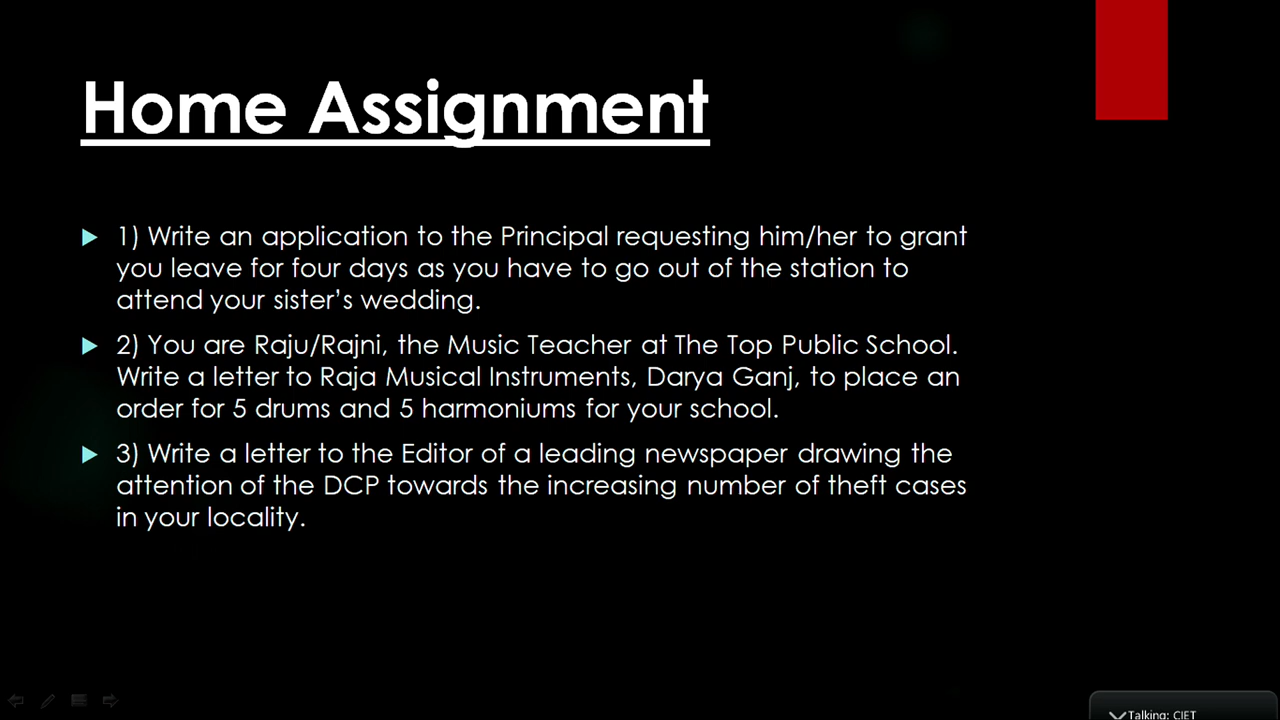 Home Assignment
1) Write an application to the Principal requesting him/her to grant
you leave for four days as you have to go out of the station to
attend your sister's wedding.
2) You are Raju/Rajni, the Music Teacher at The Top Public School.
Write a letter to Raja Musical Instruments, Darya Ganj, to place an
order for 5 drums and 5 harmoniums for your school.
3) Write a letter to the Editor of a leading newspaper drawing the
attention of the DCP towards the increasing number of theft cases
in your locality.
Talking: CIET